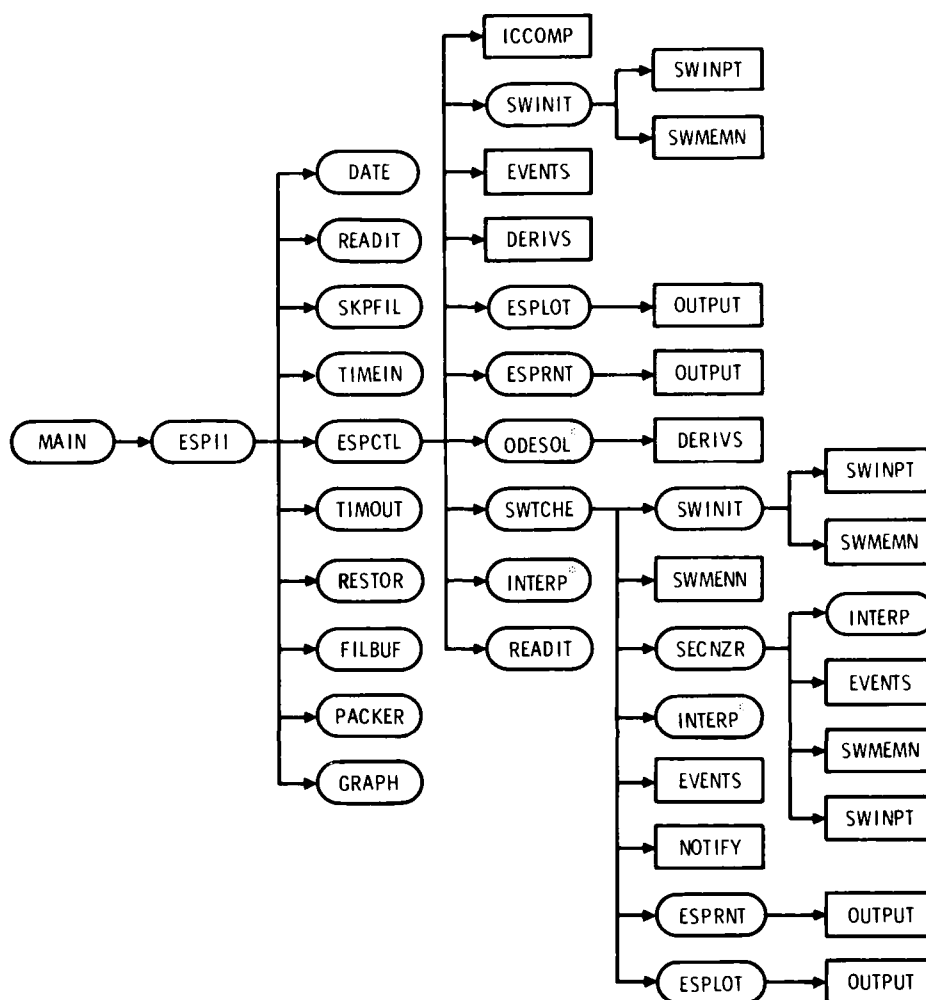 MAIN
ESPII
DATE
READIT
SKPFIL
TIMEIN
ESPCTL
TIMOUT
RESTOR
FILBUF
PACKER
GRAPH
ICCOMP
SWINIT
EVENTS
DERIVS
ESPLOT
ESPRNT
ODESOL*
SWTCHE
INTERP*
READIT
SWINPT
SWMEMN
OUTPUT
OUTPUT
DERIVS
SWINIT
SWMENN
SECNZR
INTERP*
EVENTS
NOTIFY
ESPRNT
ESPLOT
SWINPT
SWMEMN
INTERP
EVENTS
SWMEMN
SWINPT
OUTPUT
OUTPUT